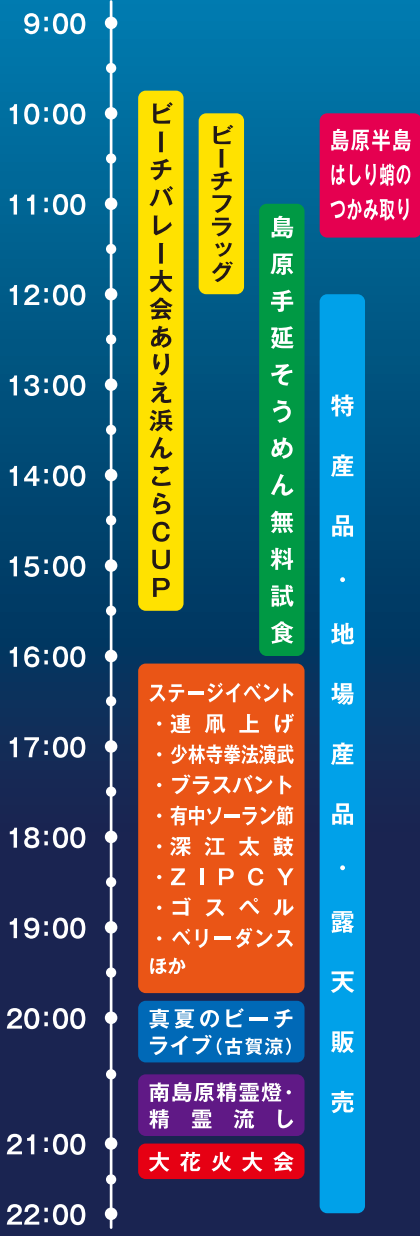 9:00
10:00
11:00
12:00
13:00
14:00
15:00
16:00
17:00
18:00
19:00
20:00
21:00
22:00
ビーチバレー大会ありえ浜んこらCUP
ビーチフラッグ
島原手延そうめん無料試食
島原半島
はしり蛸の
つかみ取り
特産品・地場産品・露天販売
ステージイベント
・連凧上げ
・少林寺拳法演武
・ブラスバント
・有中ソーラン節
・深江太鼓
・ZIPCY
・ゴスペル
・ベリーダンス
ほか
真夏のビーチ
ライブ(古賀涼)
南島原精霊燈・
精霊流し
大花火大会